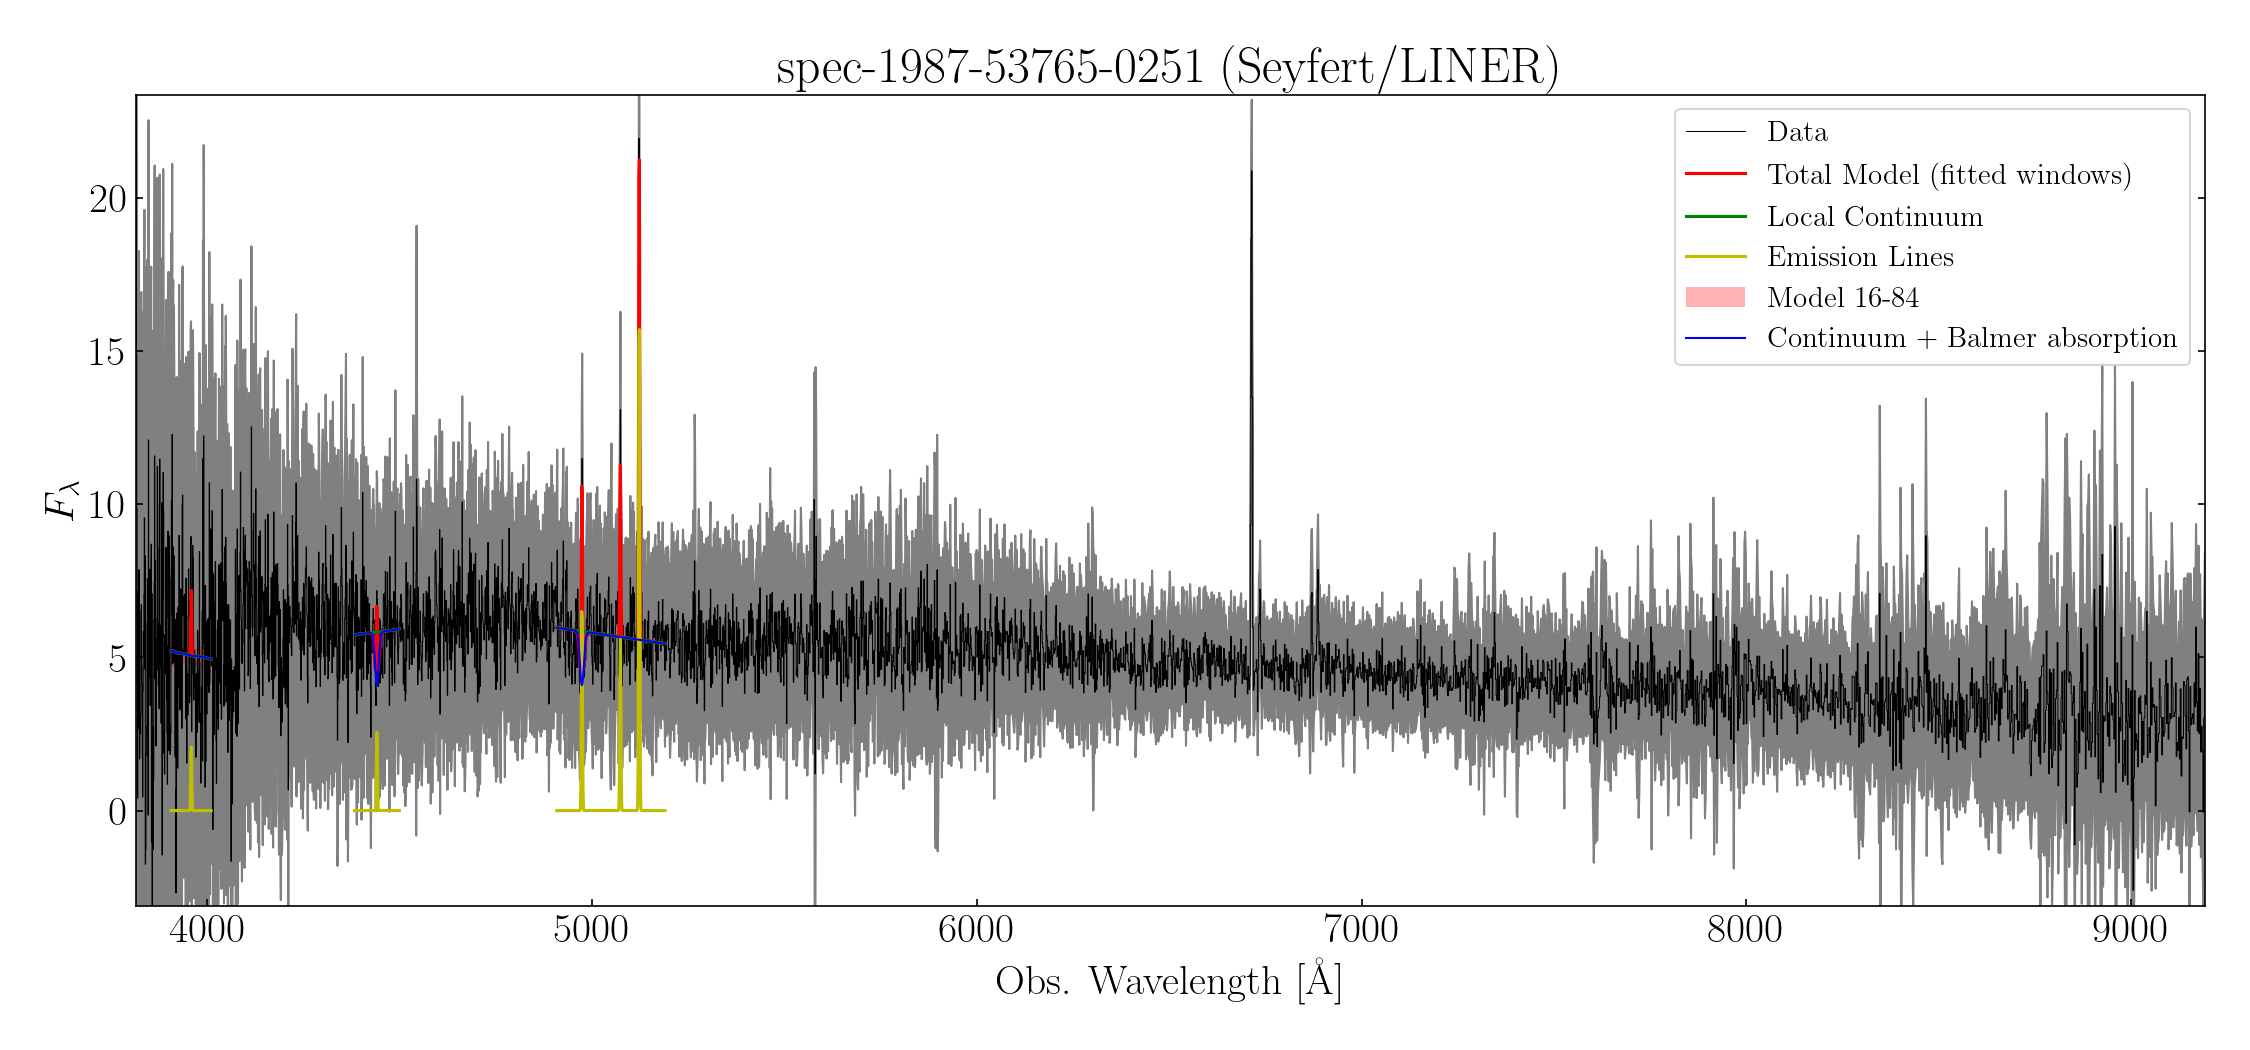 spec-1987-53765-0251 (Seyfert/LINER)
Data
Total Model (fitted windows)
Local Continuum
Emission Lines
Model 16-84
Continuum + Balmer absorption
20
15
10
5
0
Fλ
4000 5000 6000 7000 8000 9000
Obs. Wavelength [Å]